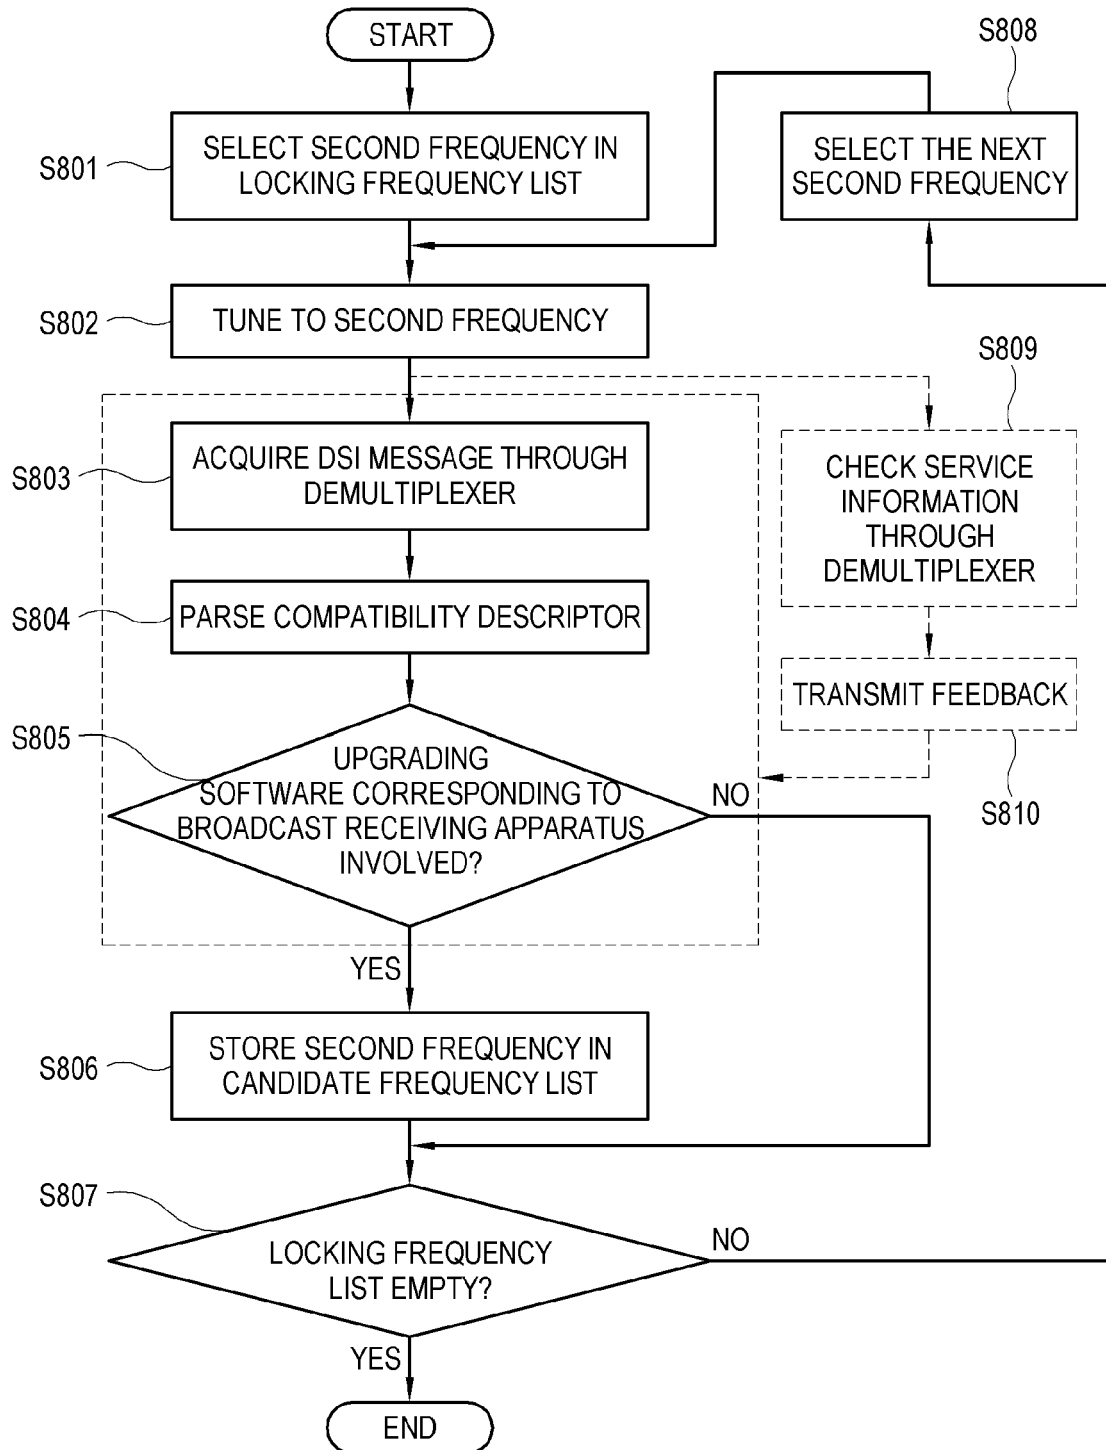 START
S808
S801
SELECT SECOND FREQUENCY IN
LOCKING FREQUENCY LIST
SELECT THE NEXT
SECOND FREQUENCY
S802
TUNE TO SECOND FREQUENCY
S809
S803
ACQUIRE DSI MESSAGE THROUGH
DEMULTIPLEXER
CHECK SERVICE
INFORMATION
THROUGH
DEMULTIPLEXER
S804
PARSE COMPATIBILITY DESCRIPTOR
TRANSMIT FEEDBACK
S810
S805
UPGRADING
SOFTWARE CORRESPONDING TO
BROADCAST RECEIVING APPARATUS
INVOLVED?
NO
YES
S806
STORE SECOND FREQUENCY IN
CANDIDATE FREQUENCY LIST
S807
LOCKING FREQUENCY
LIST EMPTY?
NO
YES
END